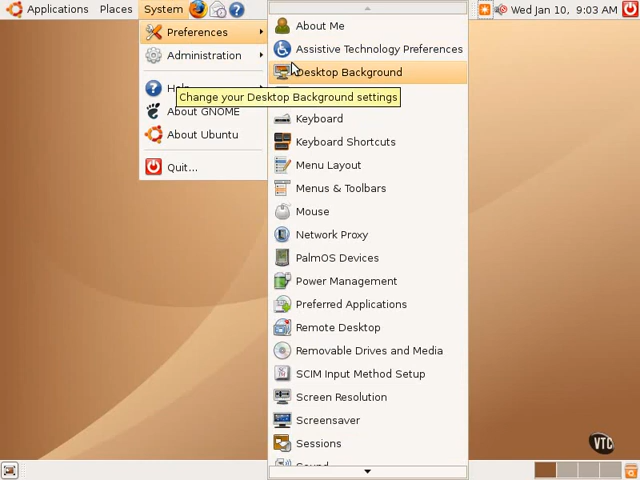 Applications Places System
Wed Jan 10, 9:03 AM
Preferences
Administration
About GNOME
About Ubuntu
Quit...
About Me
Assistive Technology Preferences
Desktop Background
Change your Desktop Background settings
Keyboard
Keyboard Shortcuts
Menu Layout
Menus & Toolbars
Mouse
Network Proxy
PalmOS Devices
Power Management
Preferred Applications
Remote Desktop
Removable Drives and Media
SCIM Input Method Setup
Screen Resolution
Screensaver
Sessions
VTC